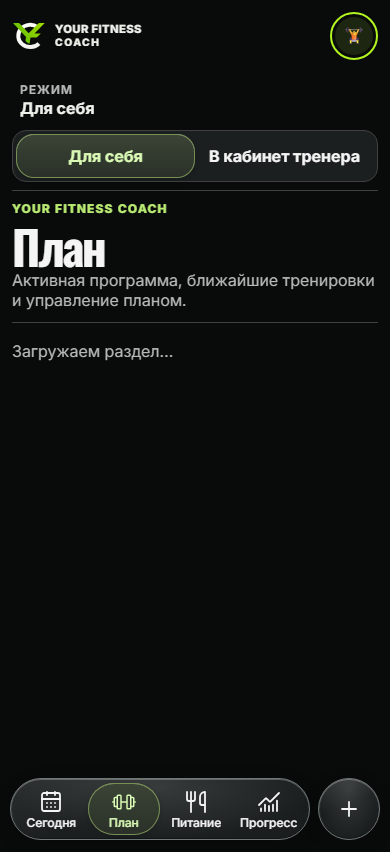 YOUR FITNESS
COACH
РЕЖИМ
Для себя
Для себя
В кабинет тренера
YOUR FITNESS COACH
План
Активная программа, ближайшие тренировки
и управление планом.
Загружаем раздел...
Сегодня
План
Питание
Прогресс